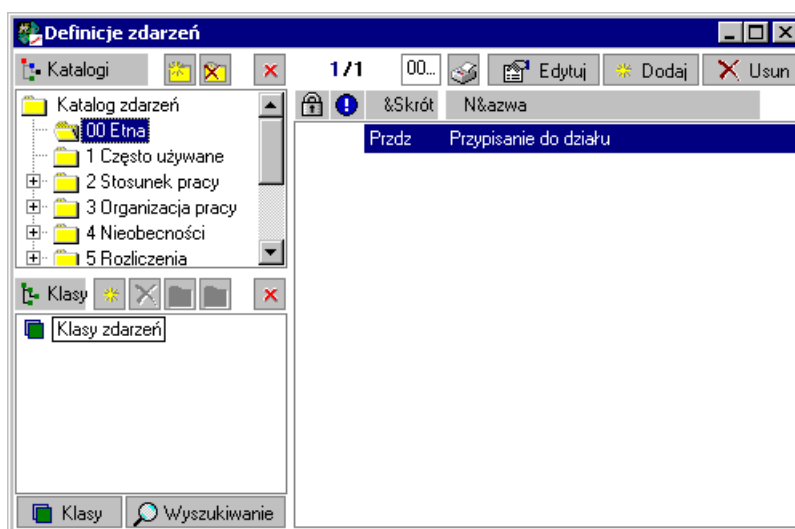 Definicje zdarzeń
Katalogi
1/1 00... Edytuj Dodaj Usun
&Skrót N&azwa
Przdz Przypisanie do działu
Katalog zdarzeń
00 Etna
1 Często używane
2 Stosunek pracy
3 Organizacja pracy
4 Nieobecności
5 Rozliczenia
Klasy
Klasy zdarzeń
Klasy Wyszukiwanie